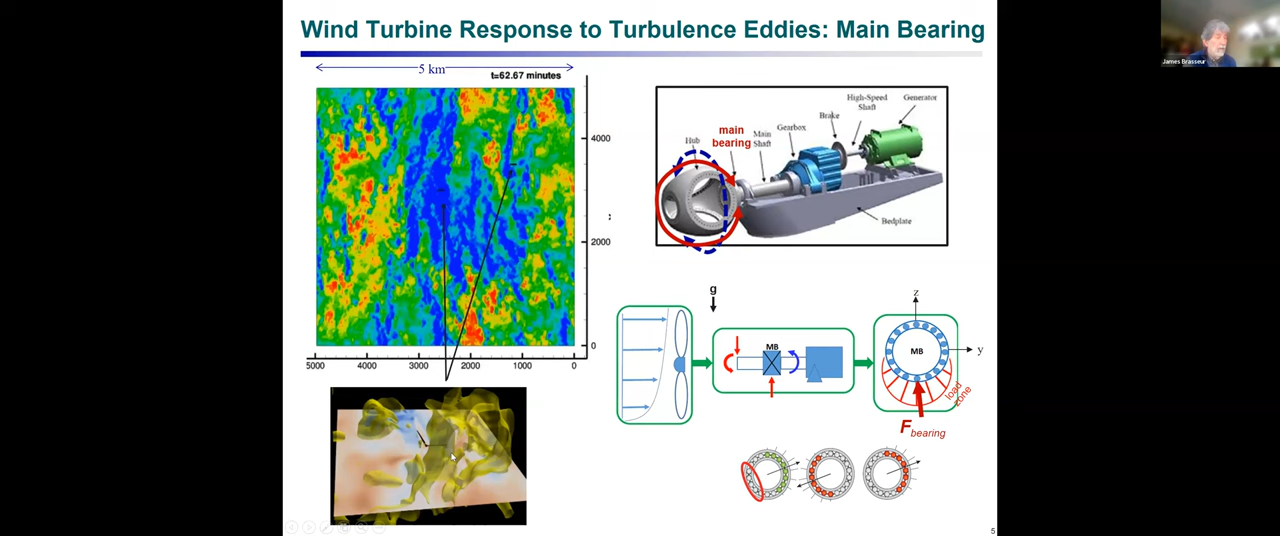 Wind Turbine Response to Turbulence Eddies: Main Bearing
James Brasseur
5 km
t=62.67 minutes
4000
2000
0
5000 4000 3000 2000 1000 0
High-Speed
Shaft
Generator
Brake
Gearbox
main
bearing
Main
Shaft
Hub
Bedplate
g
MB
z
MB
y
load
zone
F bearing
5